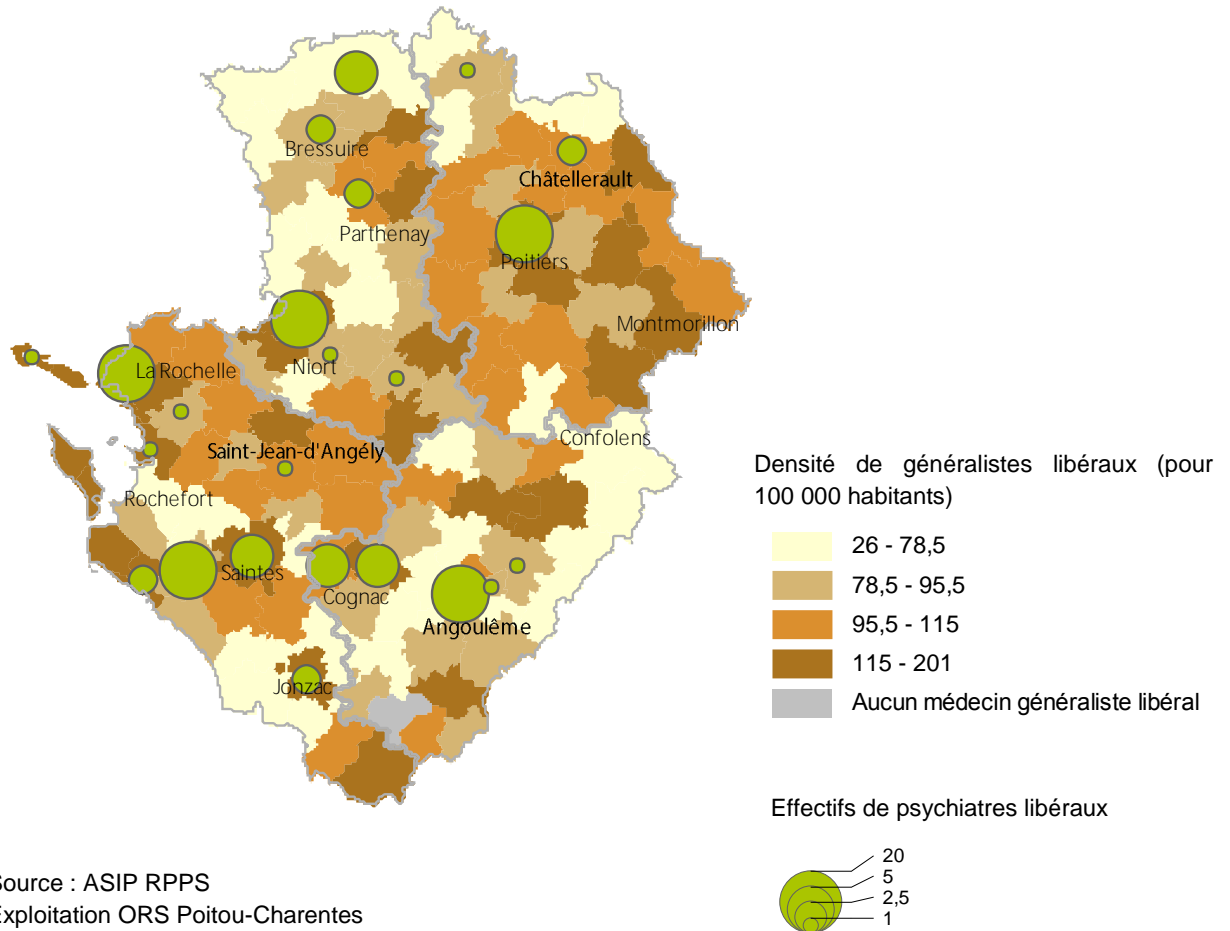 Bressuire
Châtellerault
Parthenay
Poitiers
Montmorillon
Niort
La Rochelle
Confolens
Saint-Jean-d'Angély
Rochefort
Saintes
Cognac
Angoulême
Jonzac
Densité de généralistes libéraux (pour
100 000 habitants)
26 - 78,5
78,5 - 95,5
95,5 - 115
115 - 201
Aucun médecin généraliste libéral
Effectifs de psychiatres libéraux
20
5
2,5
1
ource : ASIP RPPS
xploitation ORS Poitou-Charentes